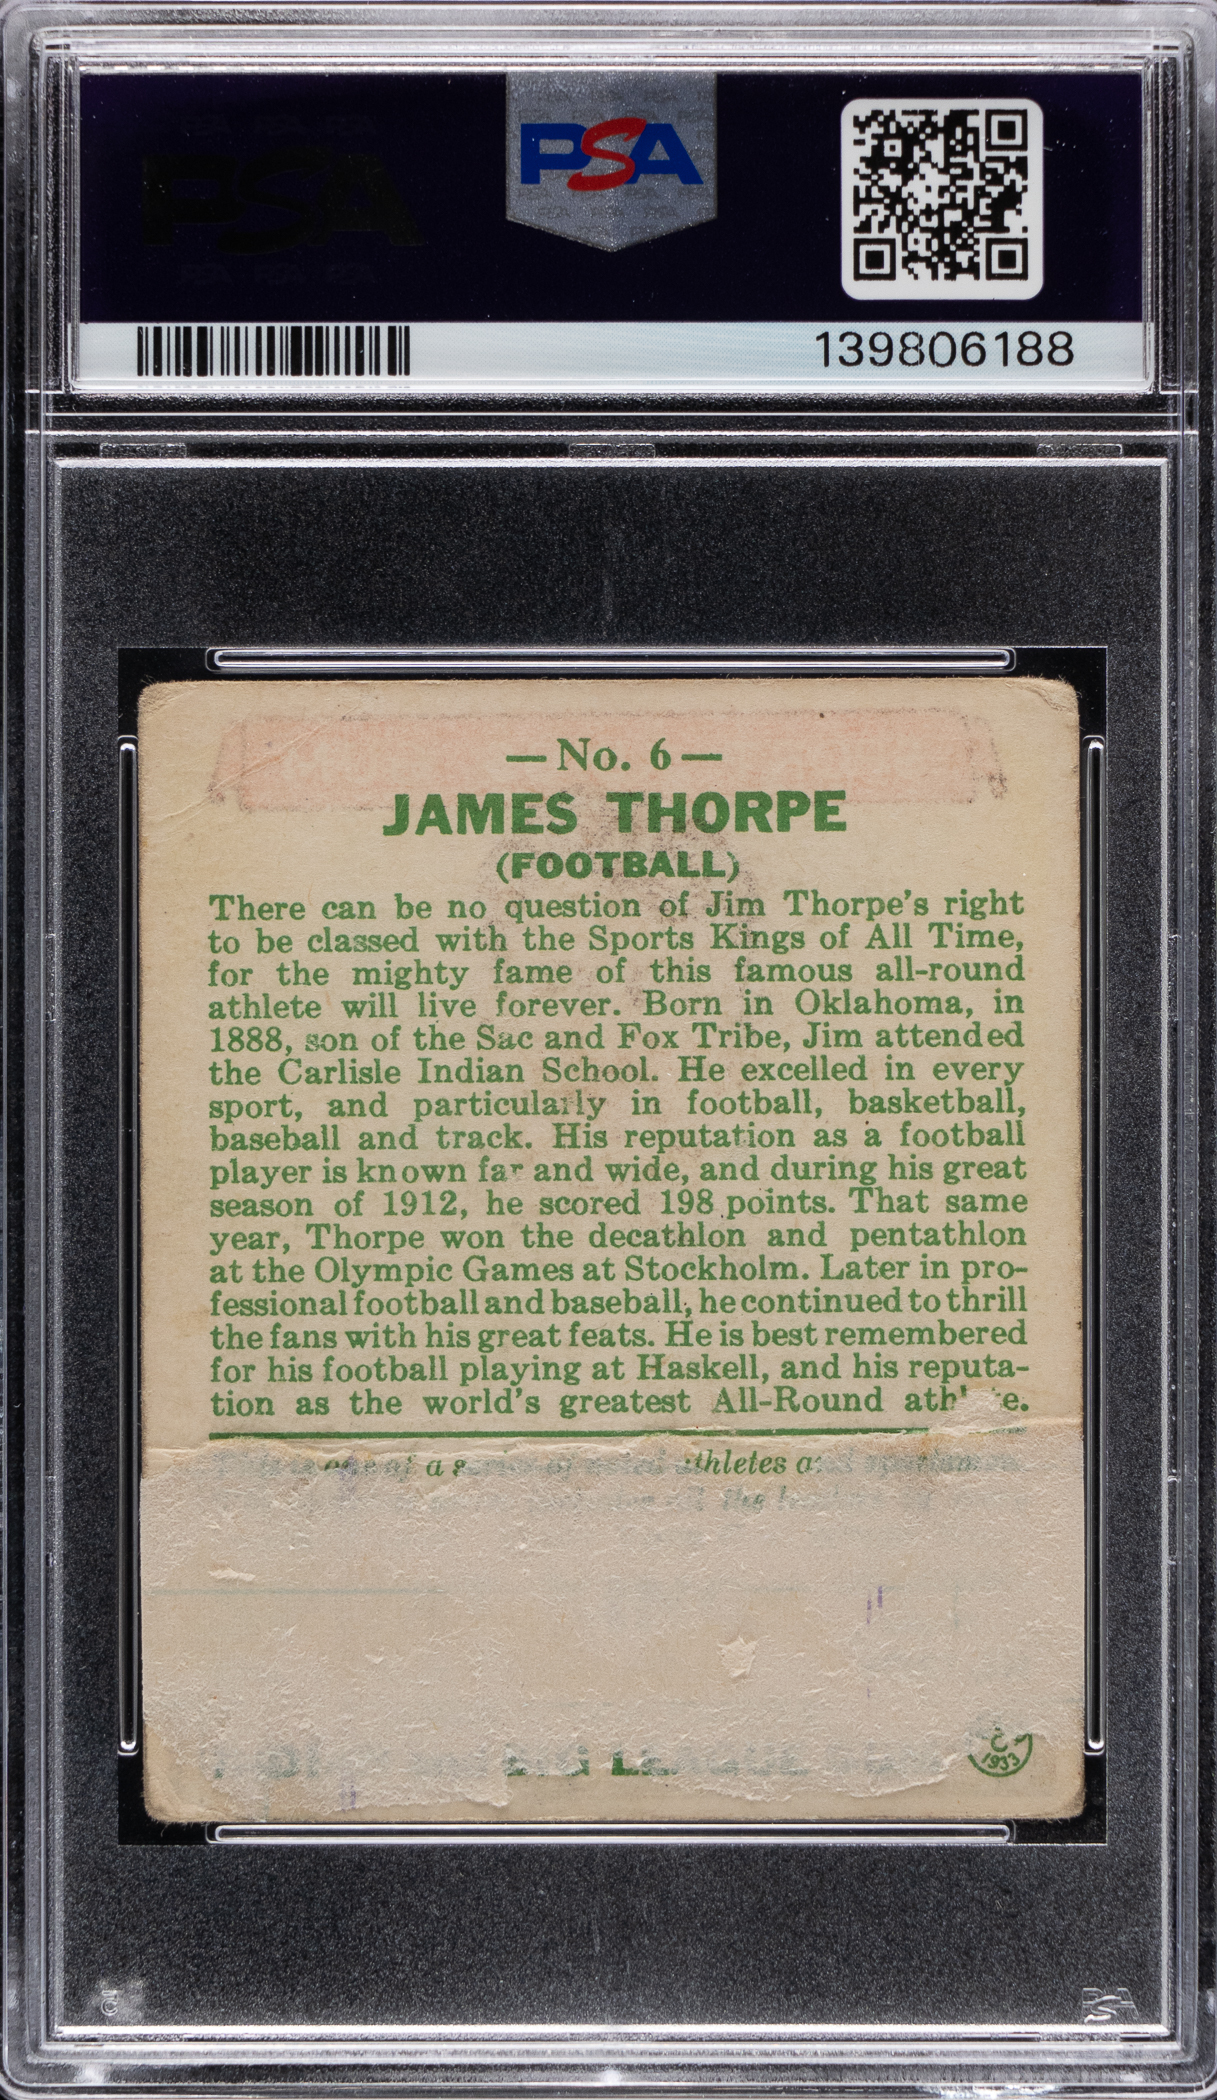 PSA
139806188
—No. 6—
JAMES THORPE
(FOOTBALL)
There can be no question of Jim Thorpe's right
to be classed with the Sports Kings of All Time,
for the mighty fame of this famous all-round
athlete will live forever. Born in Oklahoma, in
1888, son of the Sac and Fox Tribe, Jim attended
the Carlisle Indian School. He excelled in every
sport, and particularly in football, basketball,
baseball and track. His reputation as a football
player is known far and wide, and during his great
season of 1912, he scored 198 points. That same
year, Thorpe won the decathlon and pentathlon
at the Olympic Games at Stockholm. Later in pro-
fessional football and baseball, he continued to thrill
the fans with his great feats. He is best remembered
for his football playing at Haskell, and his reputa-
tion as the world's greatest All-Round athlete.
a athletes
the
BIG LEAGUE
C
1933
PSA